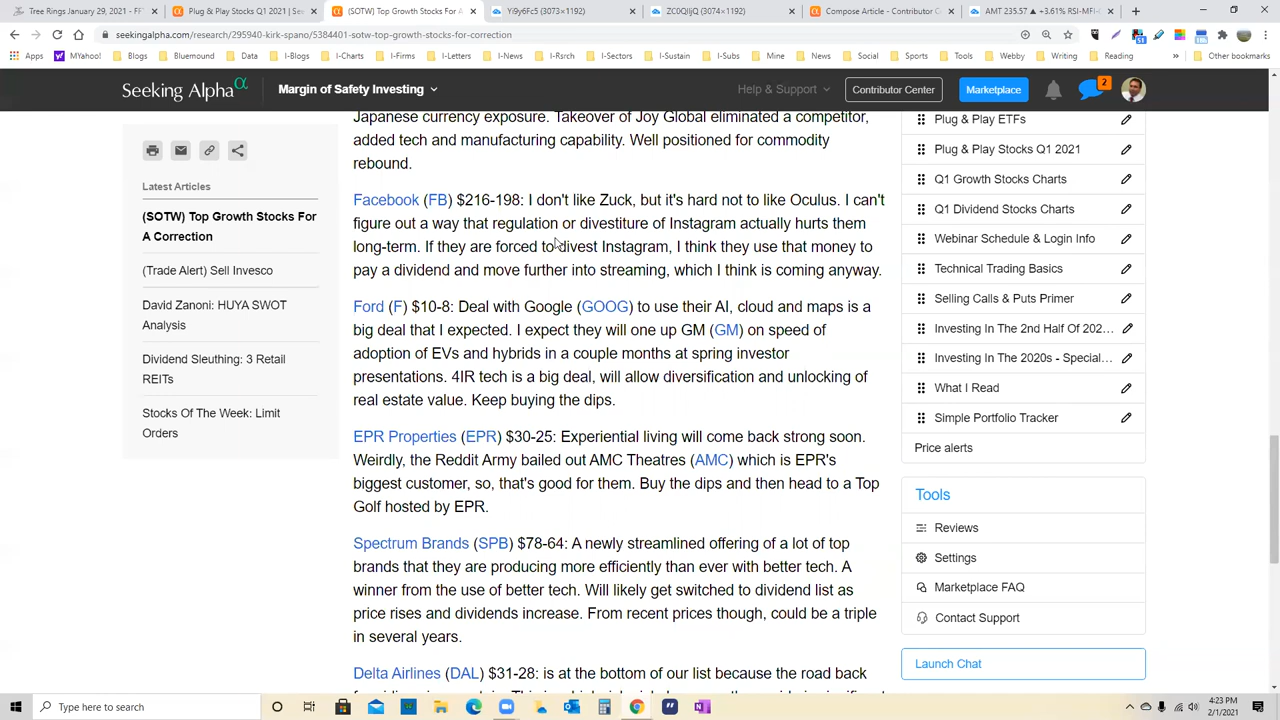 Tree Rings January 29, 2021 - FF
Plug & Play Stocks Q1 2021 | See
(SOTW) Top Growth Stocks For A
Yi9y6Fc5 (3073×1192)
ZC0QlIjQ (3074×1192)
Compose Article - Contributor C
AMT 235.57 ▲ +3.61% RSI-MFI-
seekingalpha.com/research/295940-kirk-spano/5384401-sotw-top-growth-stocks-for-correction
Apps MYahoo! Blogs Bluemound Data I-Blogs I-Charts I-Firms I-Letters I-News I-Rsrch I-Sectors I-Sustain I-Subs Mine News Social Sports Tools Webby Writing Reading » Other bookmarks
Seeking Alpha α Margin of Safety Investing Help & Support Contributor Center Marketplace 2
Latest Articles
(SOTW) Top Growth Stocks For
A Correction
(Trade Alert) Sell Invesco
David Zanoni: HUYA SWOT
Analysis
Dividend Sleuthing: 3 Retail
REITs
Stocks Of The Week: Limit
Orders
Japanese currency exposure. Takeover of Joy Global eliminated a competitor,
added tech and manufacturing capability. Well positioned for commodity
rebound.
Facebook (FB) $216-198: I don't like Zuck, but it's hard not to like Oculus. I can't
figure out a way that regulation or divestiture of Instagram actually hurts them
long-term. If they are forced to divest Instagram, I think they use that money to
pay a dividend and move further into streaming, which I think is coming anyway.
Ford (F) $10-8: Deal with Google (GOOG) to use their AI, cloud and maps is a
big deal that I expected. I expect they will one up GM (GM) on speed of
adoption of EVs and hybrids in a couple months at spring investor
presentations. 4IR tech is a big deal, will allow diversification and unlocking of
real estate value. Keep buying the dips.
EPR Properties (EPR) $30-25: Experiential living will come back strong soon.
Weirdly, the Reddit Army bailed out AMC Theatres (AMC) which is EPR's
biggest customer, so, that's good for them. Buy the dips and then head to a Top
Golf hosted by EPR.
Spectrum Brands (SPB) $78-64: A newly streamlined offering of a lot of top
brands that they are producing more efficiently than ever with better tech. A
winner from the use of better tech. Will likely get switched to dividend list as
price rises and dividends increase. From recent prices though, could be a triple
in several years.
Delta Airlines (DAL) $31-28: is at the bottom of our list because the road back
Plug & Play ETFs
Plug & Play Stocks Q1 2021
Q1 Growth Stocks Charts
Q1 Dividend Stocks Charts
Webinar Schedule & Login Info
Technical Trading Basics
Selling Calls & Puts Primer
Investing In The 2nd Half Of 202...
Investing In The 2020s - Special...
What I Read
Simple Portfolio Tracker
Price alerts
Tools
Reviews
Settings
Marketplace FAQ
Contact Support
Launch Chat
Type here to search
4:23 PM
2/1/2021